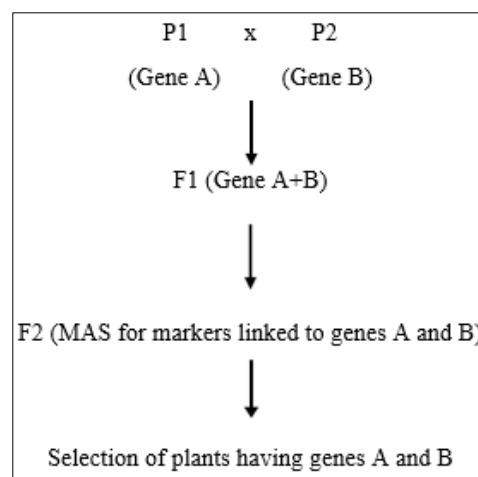 P1 x P2
(Gene A) (Gene B)
F1 (Gene A+B)
F2 (MAS for markers linked to genes A and B)
Selection of plants having genes A and B